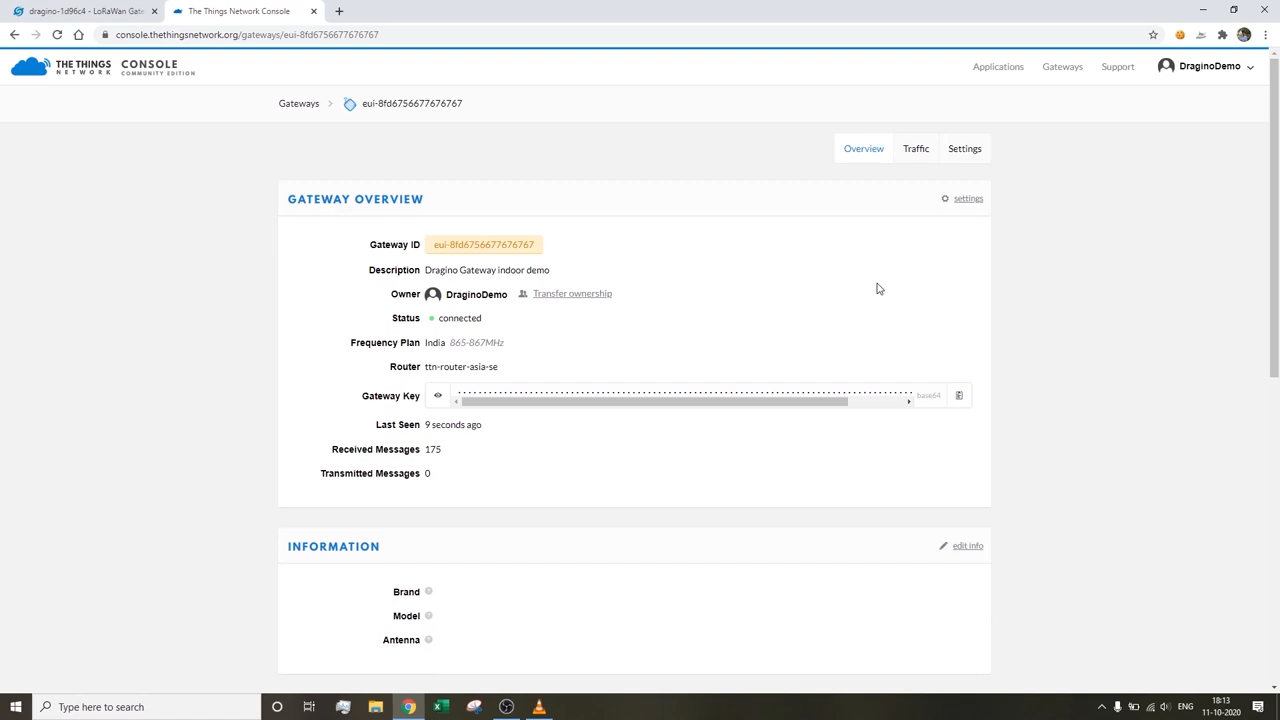 dragino-1d96c4 - LoRaWan Gate
The Things Network Console
console.thethingsnetwork.org/gateways/eui-8fd6756677676767
THE THINGS NETWORK
CONSOLE COMMUNITY EDITION
Applications
Gateways
Support
DraginoDemo
Gateways > eui-8fd6756677676767
Overview
Traffic
Settings
GATEWAY OVERVIEW
settings
Gateway ID eui-8fd6756677676767
Description Dragino Gateway indoor demo
Owner DraginoDemo Transfer ownership
Status connected
Frequency Plan India 865-867MHz
Router ttn-router-asia-se
Gateway Key base64
Last Seen 9 seconds ago
Received Messages 175
Transmitted Messages 0
INFORMATION
edit info
Brand
Model
Antenna
Type here to search
ENG
18:13
11-10-2020